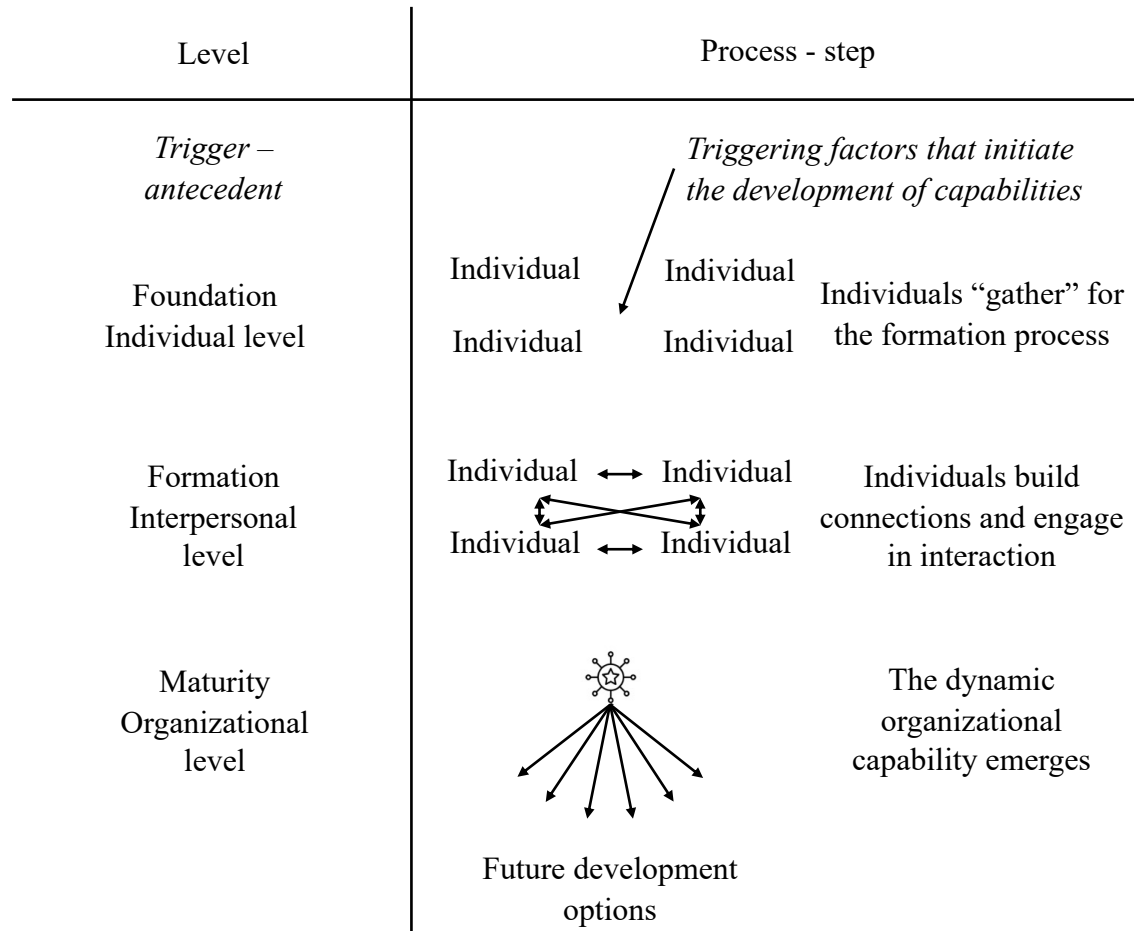 Level
Process - step
Trigger –
antecedent
Triggering factors that initiate
the development of capabilities
Foundation
Individual level
Individual
Individual
Individual
Individual
Individuals “gather” for
the formation process
Formation
Interpersonal
level
Individual
Individual
Individual
Individual
Individuals build
connections and engage
in interaction
Maturity
Organizational
level
The dynamic
organizational
capability emerges
Future development
options